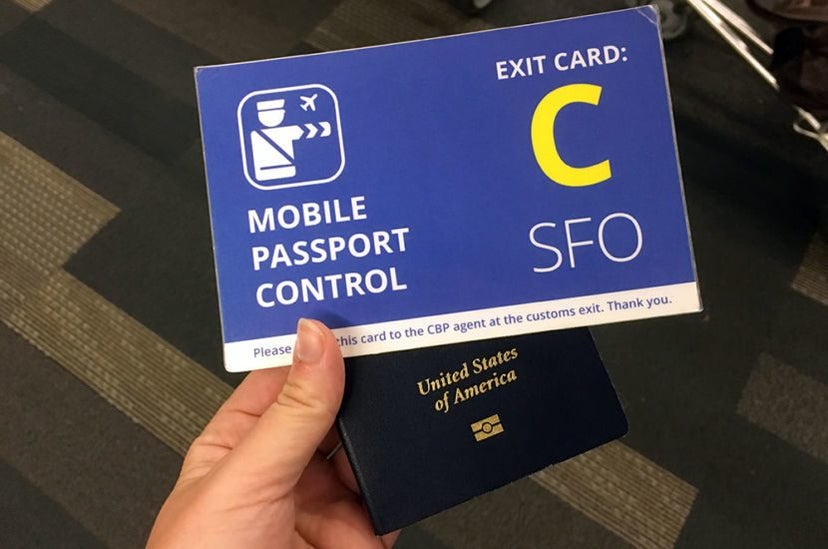 MOBILE
PASSPORT
CONTROL
EXIT CARD:
C
SFO
Please this card to the CBP agent at the customs exit. Thank you.
United States
of America